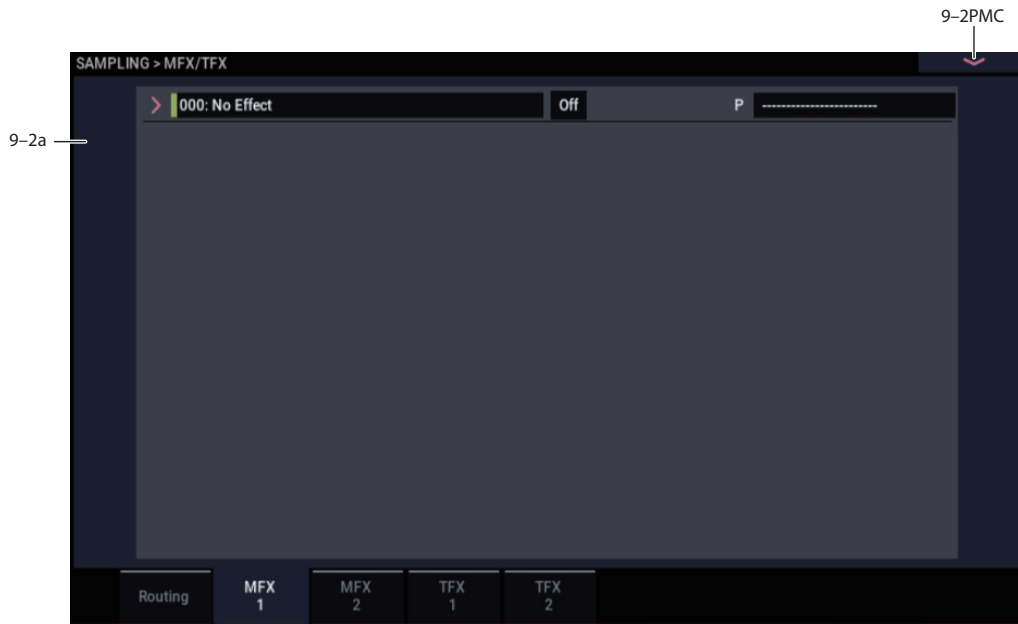 9–2PMC
SAMPLING > MFX/TFX
000: No Effect Off P ------------------------
9–2a
Routing MFX 1 MFX 2 TFX 1 TFX 2